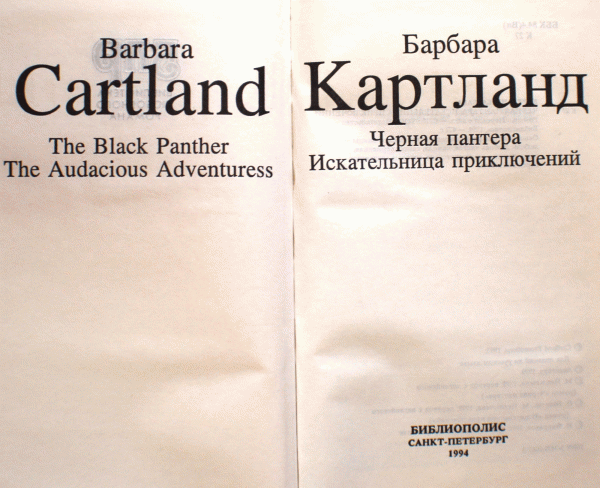 Barbara
Cartland
The Black Panther
The Audacious Adventuress
Барбара
Картланд
Черная пантера
Искательница приключений
БИБЛИОПОЛИС
САНКТ-ПЕТЕРБУРГ
1994